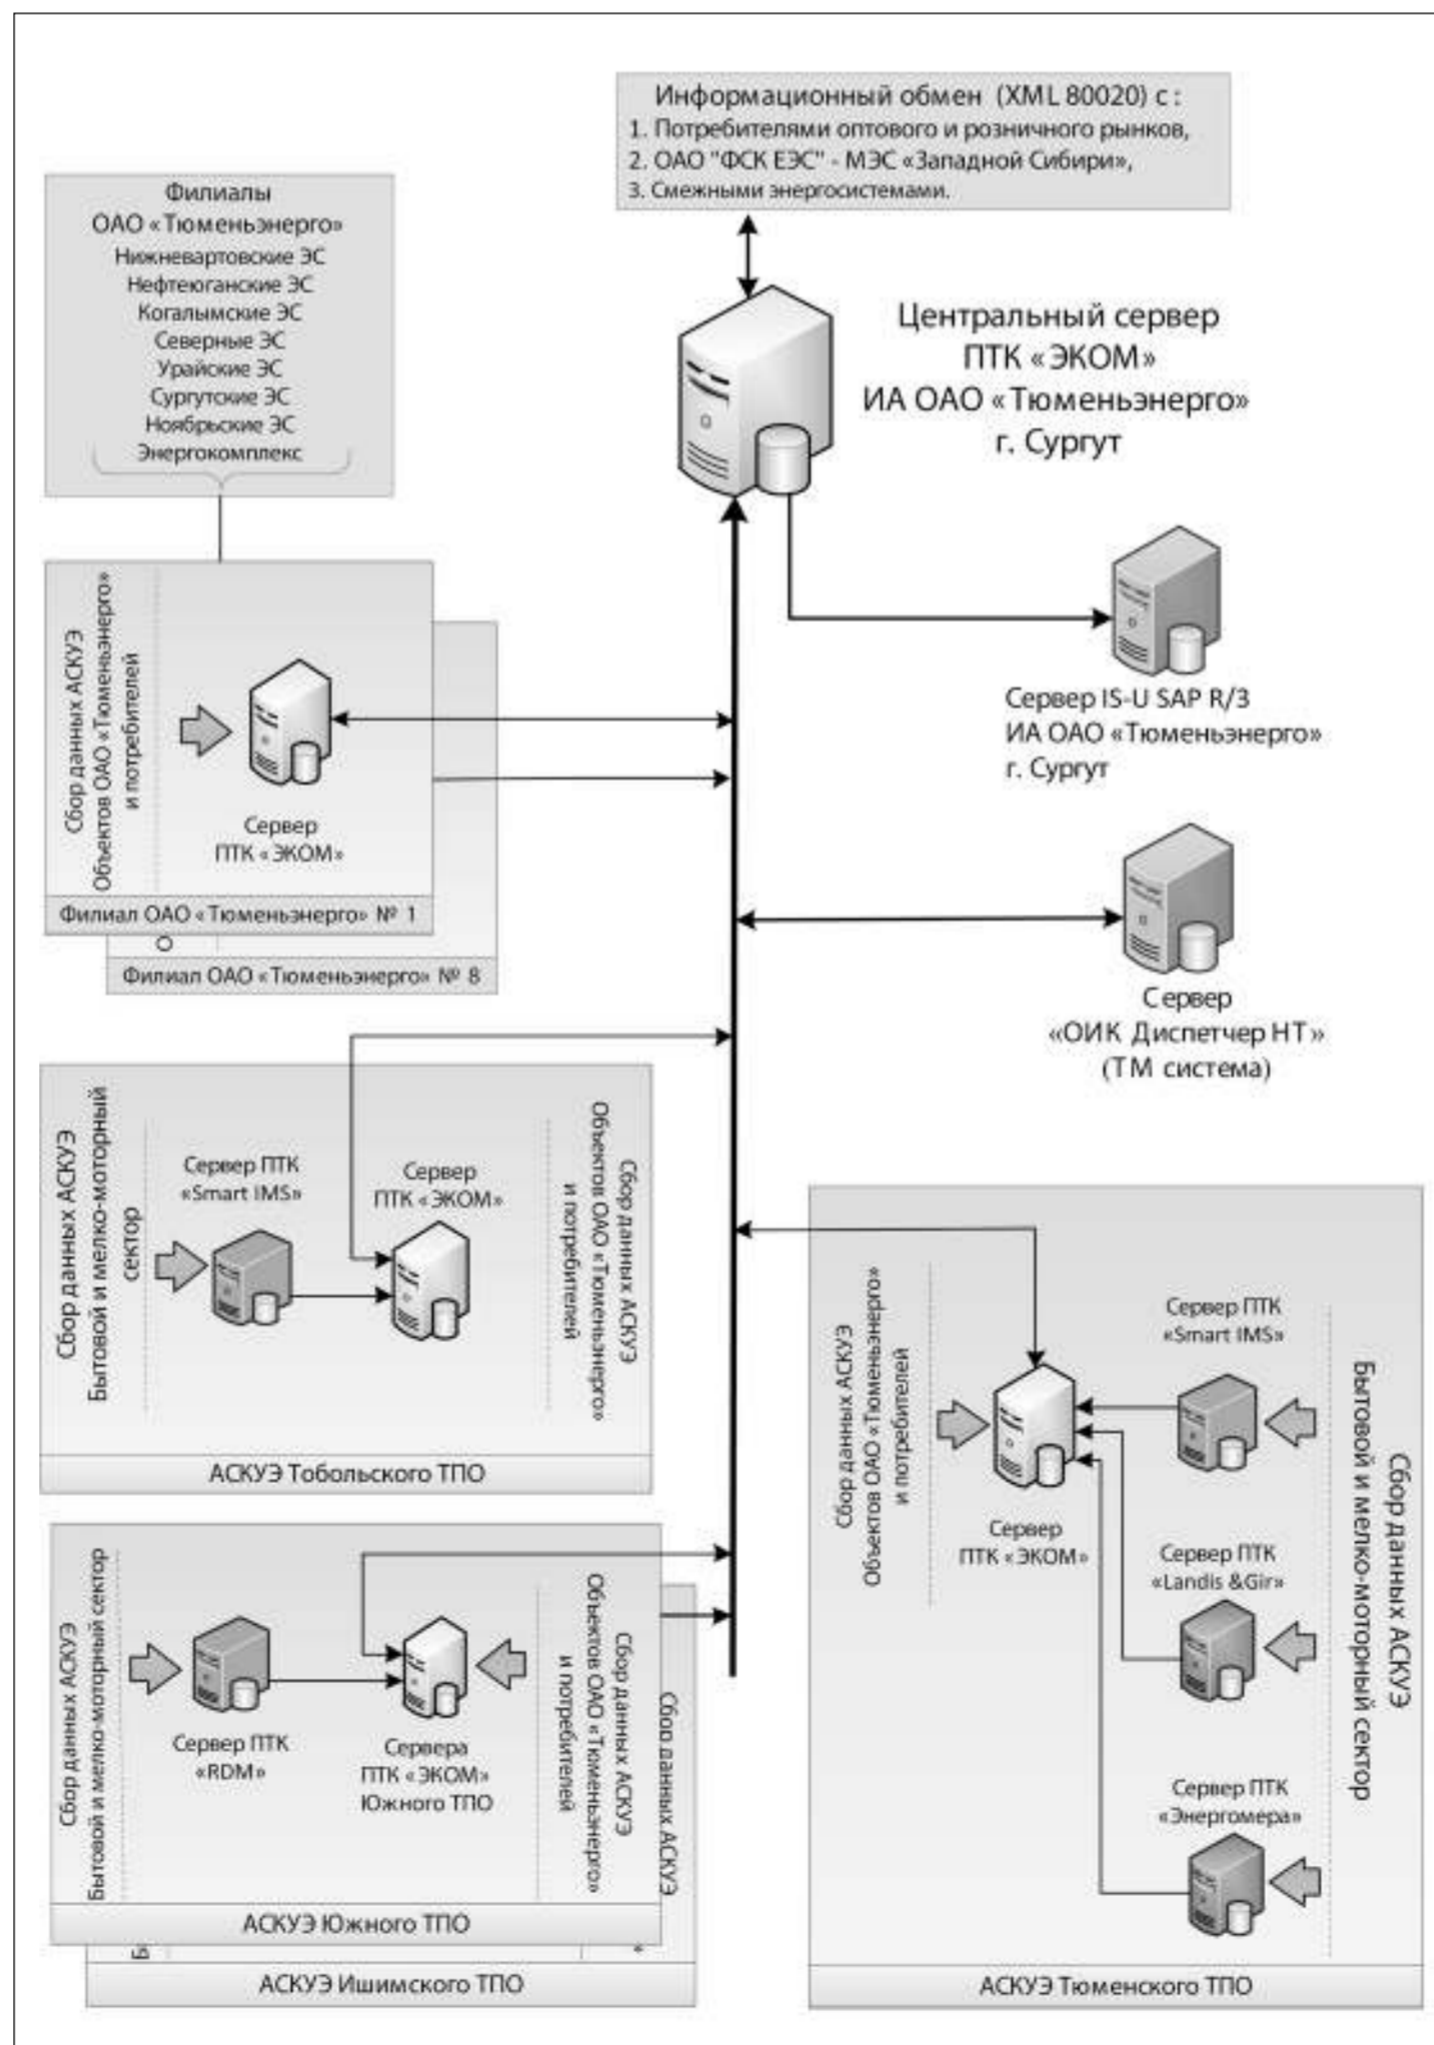 Информационный обмен (XML 80020) с :
1. Потребителями оптового и розничного рынков,
2. ОАО "ФСК ЕЭС" - МЭС «Западной Сибири»,
3. Смежными энергосистемами.
Филиалы
ОАО «Тюменьэнерго»
Нижневартовские ЭС
Нефтеюганские ЭС
Когалымские ЭС
Северные ЭС
Урайские ЭС
Сургутские ЭС
Ноябрьские ЭС
Энергокомплекс
Центральный сервер
ПТК «ЭКОМ»
ИА ОАО «Тюменьэнерго»
г. Сургут
Сервер IS-U SAP R/3
ИА ОАО «Тюменьэнерго»
г. Сургут
Сбор данных АСКУЭ
Объектов ОАО «Тюменьэнерго»
и потребителей
Сервер
ПТК «ЭКОМ»
Филиал ОАО «Тюменьэнерго» № 1
О
Филиал ОАО «Тюменьэнерго» № 8
Сервер
«ОИК Диспетчер НТ»
(ТМ система)
Сбор данных АСКУЭ
Бытовой и мелко-моторный
сектор
Сервер ПТК
«Smart IMS»
Сервер
ПТК «ЭКОМ»
Сбор данных АСКУЭ
Объектов ОАО «Тюменьэнерго»
и потребителей
АСКУЭ Тобольского ТПО
Сбор данных АСКУЭ
Бытовой и мелко-моторный сектор
Сервер ПТК
«RDM»
Сервера
ПТК «ЭКОМ»
Южного ТПО
Сбор данных АСКУЭ
Объектов ОАО «Тюменьэнерго»
и потребителей
Сбор данных АСКУЭ
АСКУЭ Южного ТПО
Б
«
АСКУЭ Ишимского ТПО
Сбор данных АСКУЭ
Объектов ОАО «Тюменьэнерго»
и потребителей
Сервер
ПТК «ЭКОМ»
Сервер ПТК
«Smart IMS»
Сервер ПТК
«Landis &Gir»
Сервер ПТК
«Энергомера»
Сбор данных АСКУЭ
Бытовой и мелко-моторный сектор
АСКУЭ Тюменского ТПО